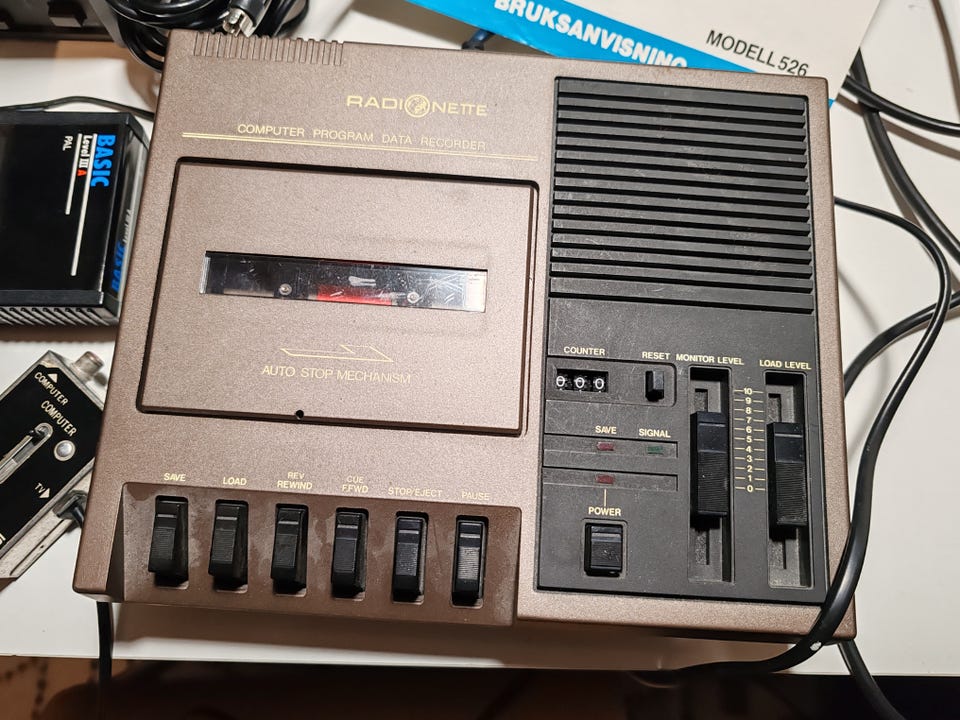 BRUKSANVISNING
MODELL 526
RADIONETTE
COMPUTER PROGRAM DATA RECORDER
BASIC
Level III A
PAL
AUTO STOP MECHANISM
COUNTER
RESET
MONITOR LEVEL
LOAD LEVEL
000
10
9
8
7
6
5
4
3
2
1
0
SAVE
SIGNAL
POWER
COMPUTER
COMPUTER
TV
SAVE
LOAD
REV
REWIND
CUE
F.FWD
STOP/EJECT
PAUSE